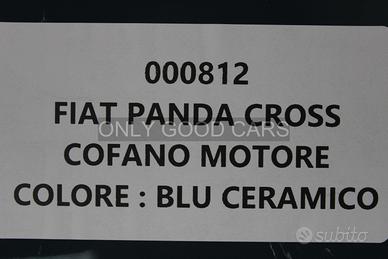 000812
FIAT PANDA CROSS
ONLY GOOD CARS
COFANO MOTORE
COLORE : BLU CERAMICO
subito